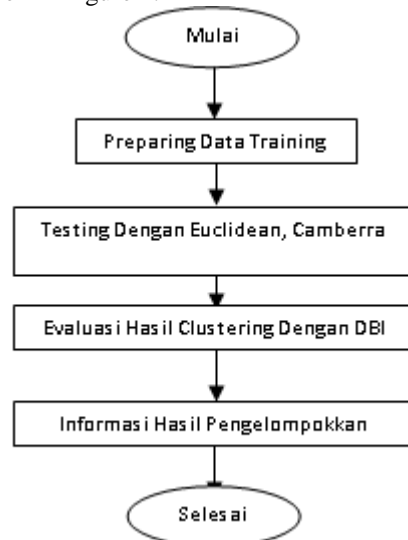 Mulai
Preparing Data Training
Testing Dengan Euclidean, Camberra
Evaluasi Hasil Clustering Dengan DBI
Informasi Hasil Pengelompokkan
Selesai